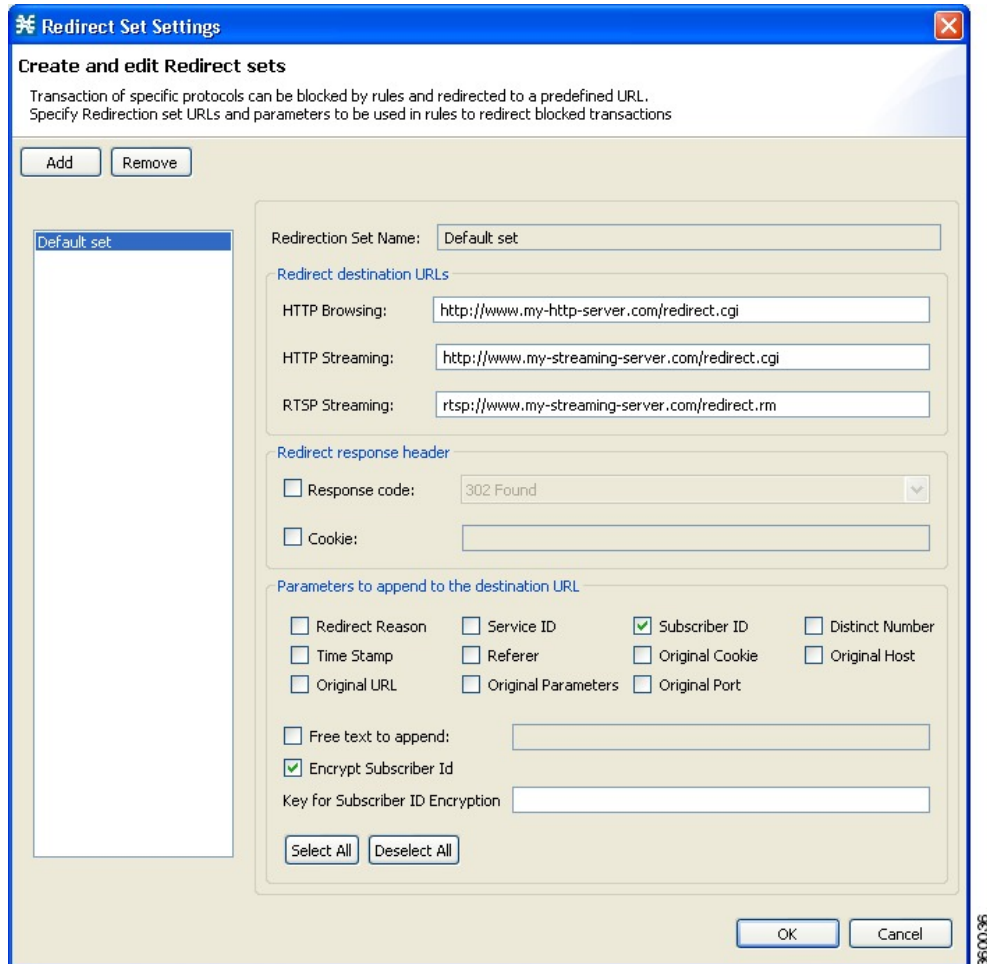 Redirect Set Settings
Create and edit Redirect sets
Transaction of specific protocols can be blocked by rules and redirected to a predefined URL.
Specify Redirection set URLs and parameters to be used in rules to redirect blocked transactions
Add Remove
Default set
Redirection Set Name: Default set
Redirect destination URLs
HTTP Browsing: http://www.my-http-server.com/redirect.cgi
HTTP Streaming: http://www.my-streaming-server.com/redirect.cgi
RTSP Streaming: rtsp://www.my-streaming-server.com/redirect.rm
Redirect response header
Response code: 302 Found
Cookie:
Parameters to append to the destination URL
Redirect Reason Service ID Subscriber ID Distinct Number
Time Stamp Referer Original Cookie Original Host
Original URL Original Parameters Original Port
Free text to append:
Encrypt Subscriber Id
Key for Subscriber ID Encryption
Select All Deselect All
OK Cancel
360036